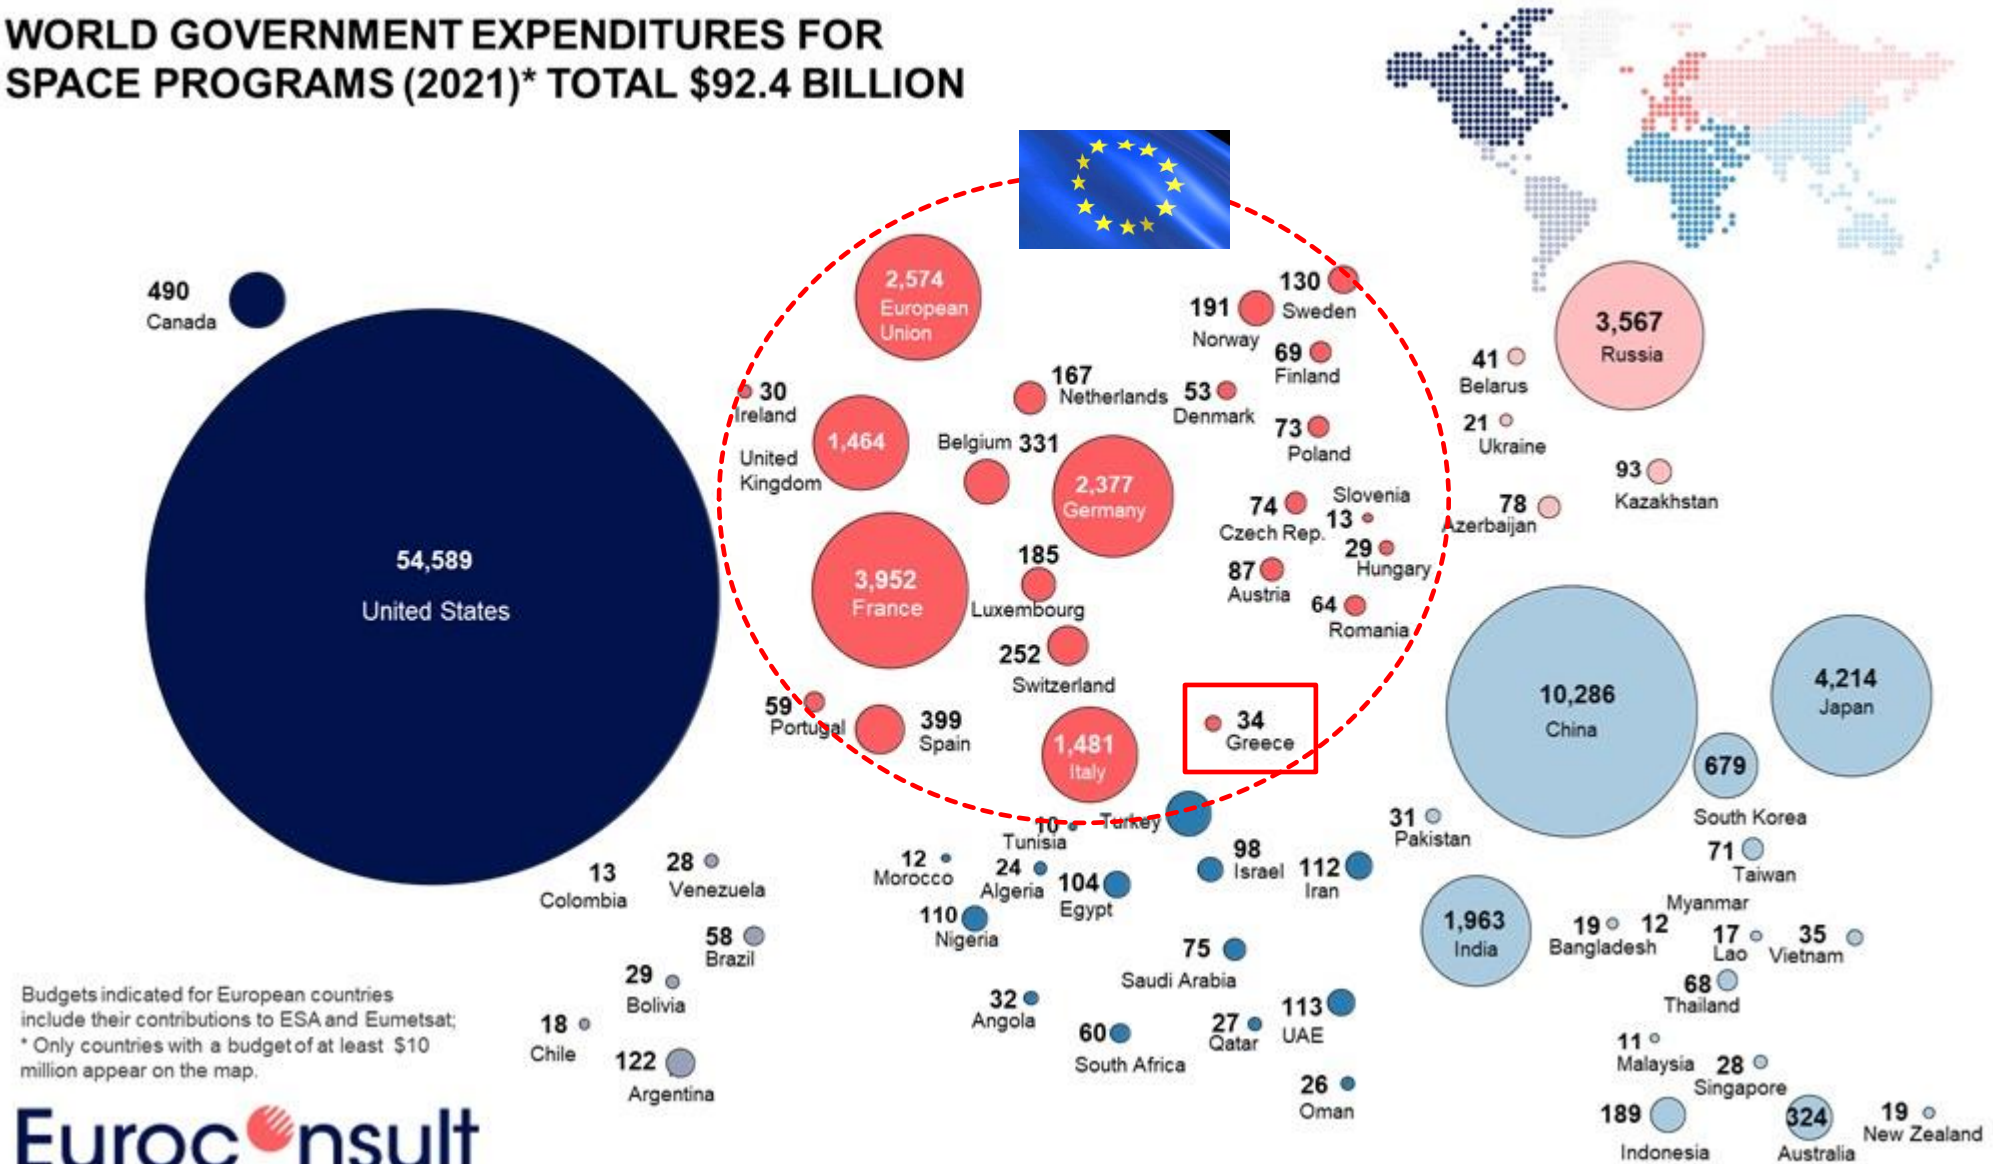 WORLD GOVERNMENT EXPENDITURES FOR
SPACE PROGRAMS (2021)* TOTAL $92.4 BILLION
490
Canada
54,589
United States
2,574
European
Union
30
Ireland
1,464
United
Kingdom
167
Netherlands
Belgium 331
2,377
Germany
3,952
France
185
Luxembourg
252
Switzerland
59
Portugal
399
Spain
1,481
Italy
130
Sweden
191
Norway
69
Finland
53
Denmark
73
Poland
74
Czech Rep.
Slovenia
13
29
Hungary
87
Austria
64
Romania
34
Greece
3,567
Russia
41
Belarus
21
Ukraine
93
Kazakhstan
78
Azerbaijan
10,286
China
4,214
Japan
679
South Korea
31
Pakistan
71
Taiwan
1,963
India
Myanmar
12
19
Bangladesh
17
Lao
35
Vietnam
68
Thailand
11
Malaysia
28
Singapore
189
Indonesia
324
Australia
19
New Zealand
10
Tunisia
Turkey
12
Morocco
24
Algeria
104
Egypt
98
Israel
112
Iran
110
Nigeria
75
Saudi Arabia
32
Angola
60
South Africa
27
Qatar
113
UAE
26
Oman
13
Colombia
28
Venezuela
58
Brazil
29
Bolivia
18
Chile
122
Argentina
Budgets indicated for European countries
include their contributions to ESA and Eumetsat;
* Only countries with a budget of at least $10
million appear on the map.
Euroconsult